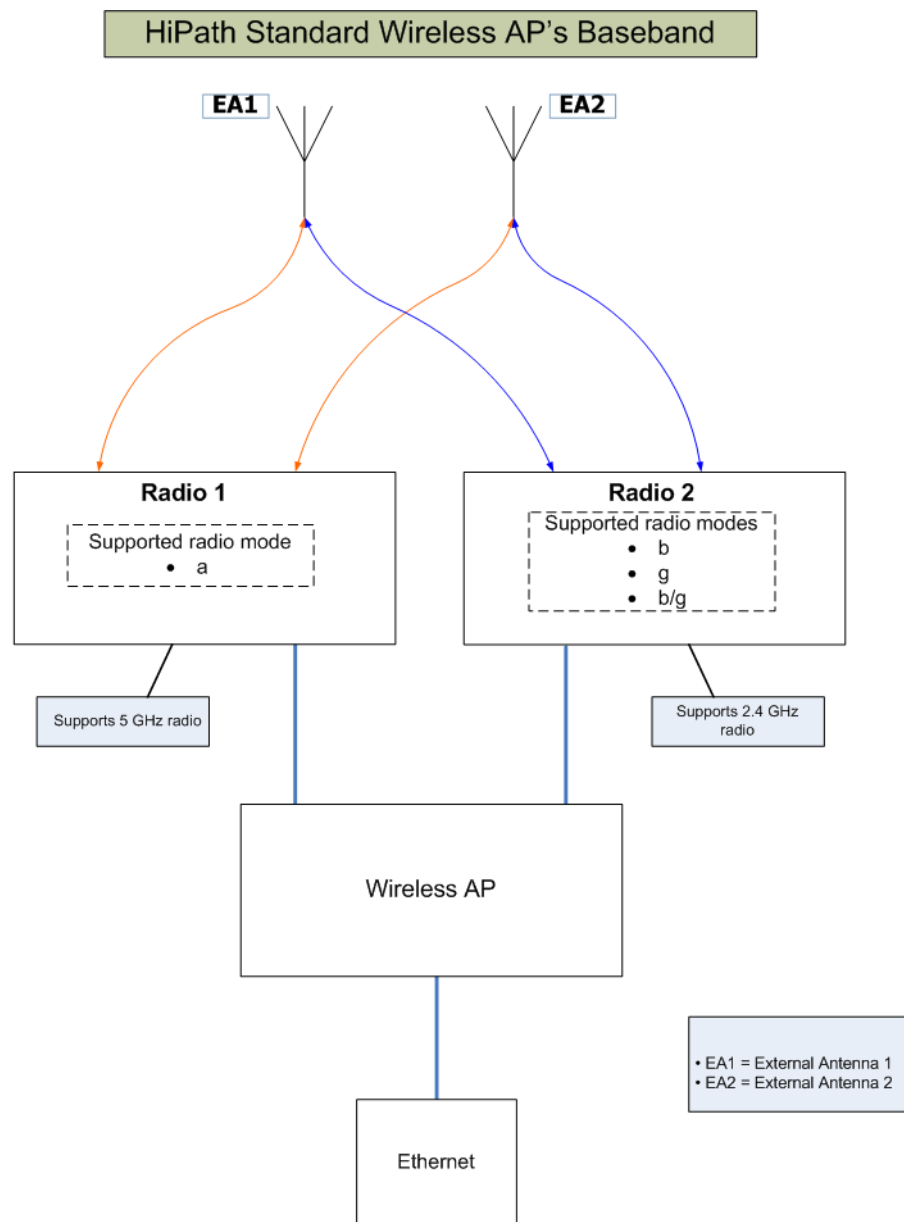 HiPath Standard Wireless AP's Baseband
EA1
EA2
Radio 1
Supported radio mode
• a
Radio 2
Supported radio modes
• b
• g
• b/g
Supports 5 GHz radio
Supports 2.4 GHz
radio
Wireless AP
• EA1 = External Antenna 1
• EA2 = External Antenna 2
Ethernet